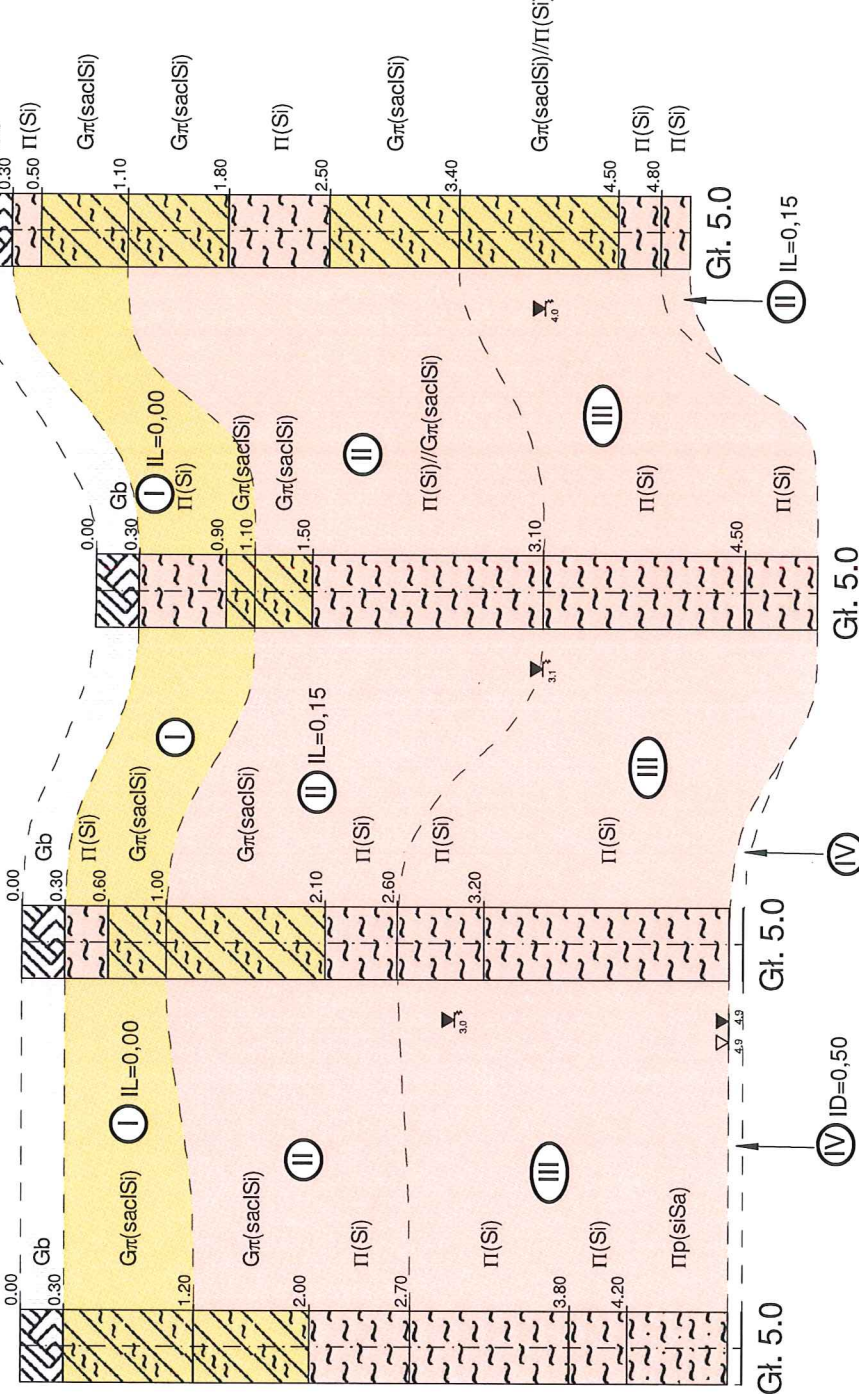 0.00
Gb
0.30
Gπ(saclSi)
1.20
Gπ(saclSi)
2.00
Π(Si)
2.70
Π(Si)
3.80
Π(Si)
4.20
Πp(siSa)
Gł. 5.0
I IL=0,00
II
III
3.0
4.9 4.9
IV ID=0,50
0.00
Gb
0.30
Π(Si)
0.60
Gπ(saclSi)
1.00
Gπ(saclSi)
2.10
Π(Si)
2.60
Π(Si)
3.20
Π(Si)
Gł. 5.0
I
II IL=0,15
III
3.1
IV
0.00
Gb
0.30
Π(Si)
0.90
Gπ(saclSi)
1.10
Gπ(saclSi)
1.50
Π(Si)//Gπ(saclSi)
3.10
Π(Si)
4.50
Π(Si)
Gł. 5.0
I IL=0,00
II
III
4.0
II IL=0,15
0.30
Π(Si)
0.50
Gπ(saclSi)
1.10
Gπ(saclSi)
1.80
Π(Si)
2.50
Gπ(saclSi)
3.40
Gπ(saclSi)//Π(Si)
4.50
Π(Si)
4.80
Π(Si)
Gł. 5.0